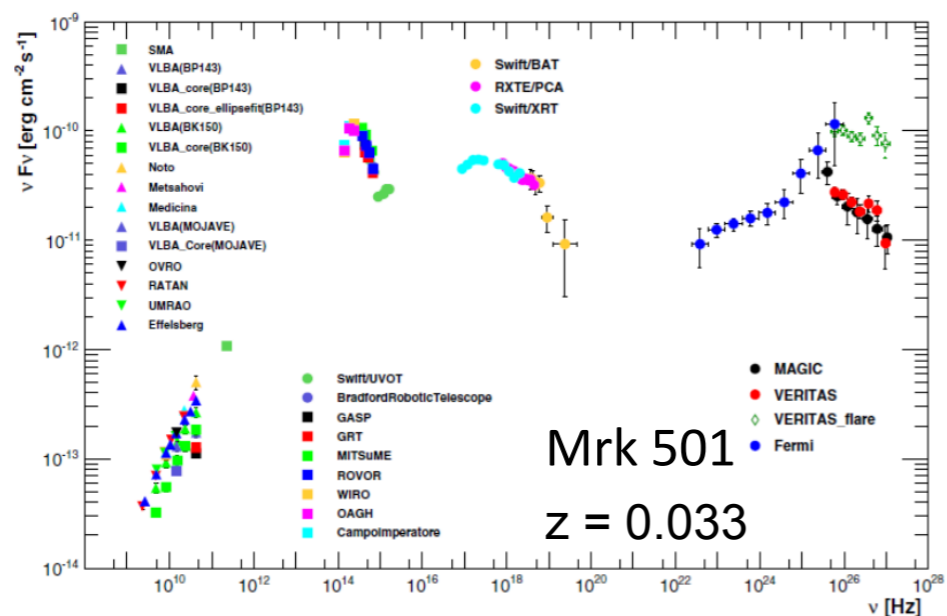 ν Fν [erg cm⁻² s⁻¹]
10⁻⁹
10⁻¹⁰
10⁻¹¹
10⁻¹²
10⁻¹³
10⁻¹⁴
SMA
VLBA(BP143)
VLBA_core(BP143)
VLBA_core_ellipsefit(BP143)
VLBA(BK150)
VLBA_core(BK150)
Noto
Metsahovi
Medicina
VLBA(MOJAVE)
VLBA_Core(MOJAVE)
OVRO
RATAN
UMRAO
Effelsberg
Swift/BAT
RXTE/PCA
Swift/XRT
Swift/UVOT
BradfordRoboticTelescope
GASP
GRT
MITSuME
ROVOR
WIRO
OAGH
CampoImperatore
MAGIC
VERITAS
VERITAS_flare
Fermi
Mrk 501
z = 0.033
10¹⁰ 10¹² 10¹⁴ 10¹⁶ 10¹⁸ 10²⁰ 10²² 10²⁴ 10²⁶ 10²⁸
ν [Hz]